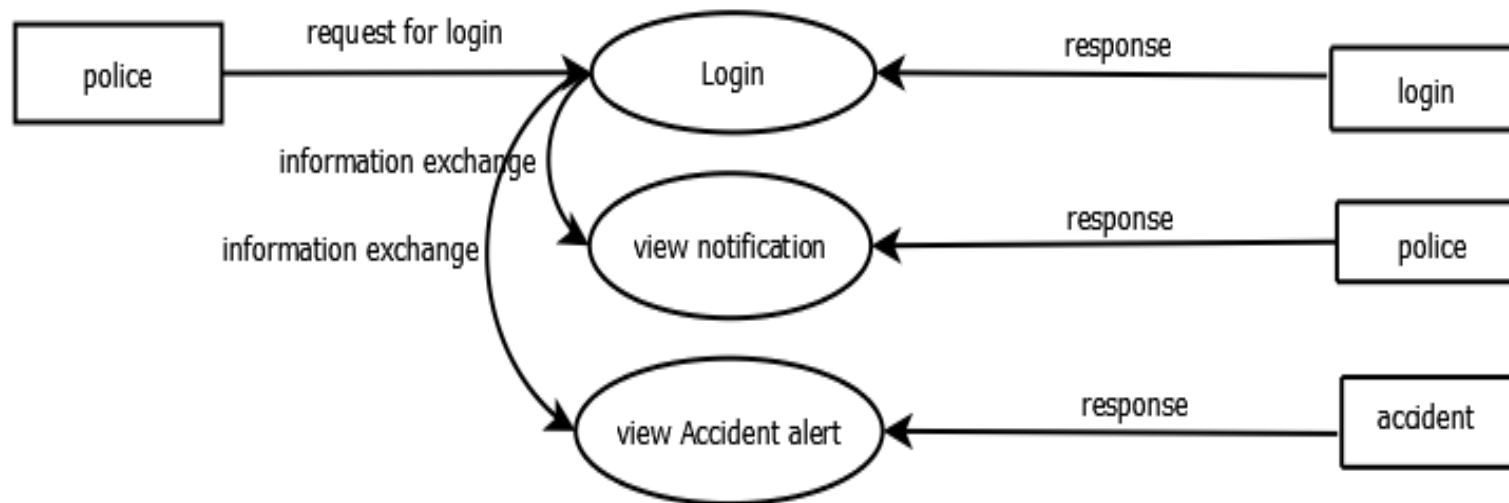 request for login
police
Login
response
login
information exchange
view notification
response
police
information exchange
view Accident alert
response
accident